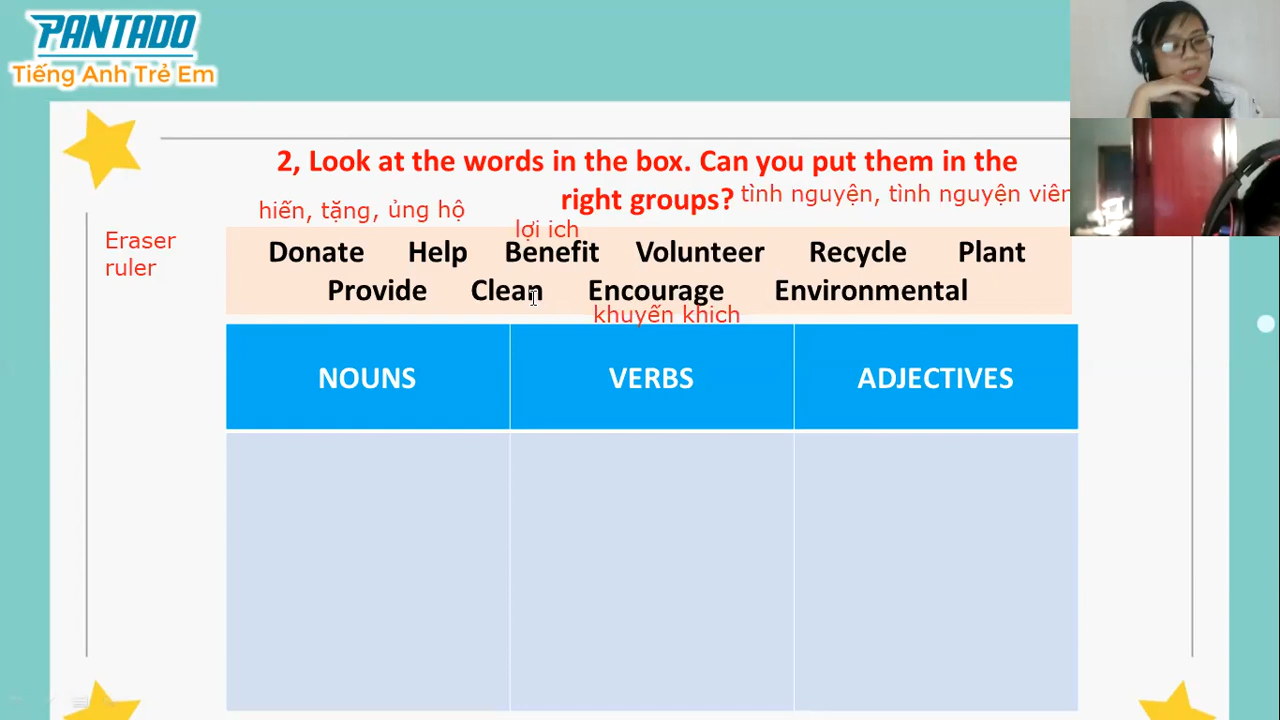 PANTADO
Tiếng Anh Trẻ Em
2, Look at the words in the box. Can you put them in the
right groups?
tình nguyện, tình nguyện viên
hiến, tặng, ủng hộ
lợi ich
Eraser
ruler
Donate Help Benefit Volunteer Recycle Plant
Provide Clean Encourage Environmental
khuyến khich
NOUNS VERBS ADJECTIVES